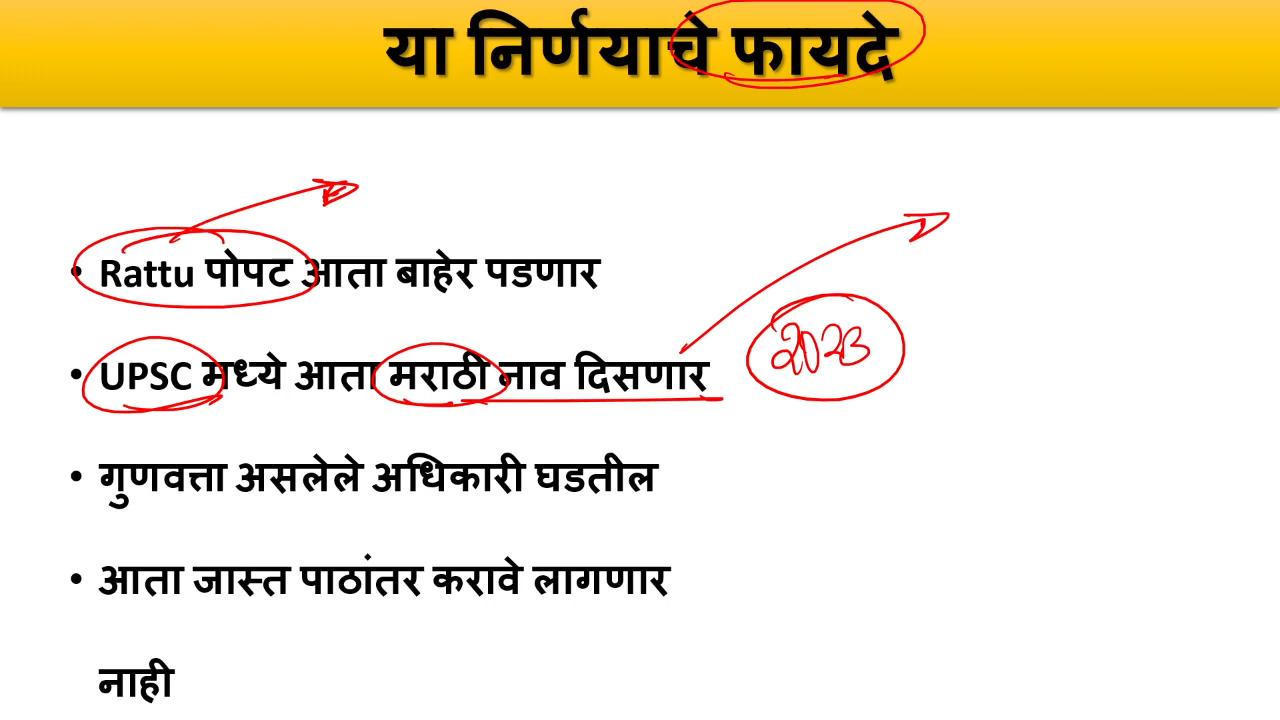 या निर्णयाचे फायदे
• Rattu पोपट आता बाहेर पडणार
• UPSC मध्ये आता मराठी नाव दिसणार 2023
• गुणवत्ता असलेले अधिकारी घडतील
• आता जास्त पाठांतर करावे लागणार
नाही